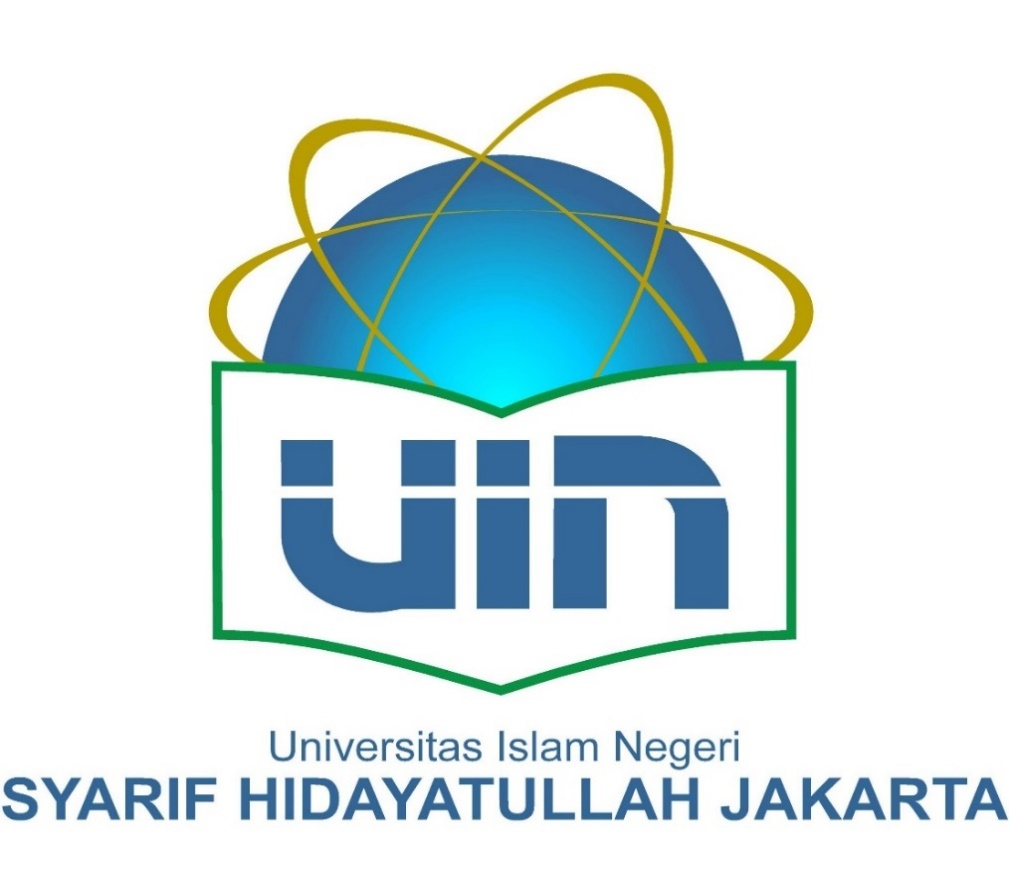 uin
Universitas Islam Negeri
SYARIF HIDAYATULLAH JAKARTA